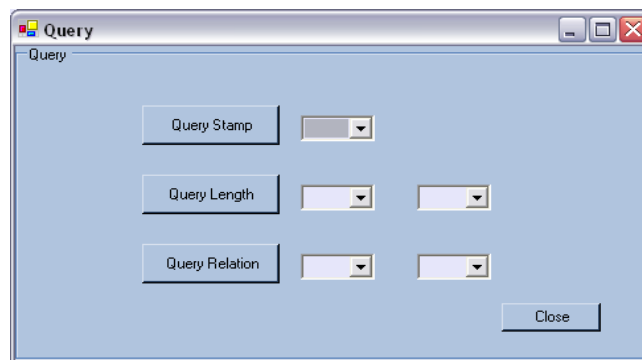 Query
Query
Query Stamp
Query Length
Query Relation
Close